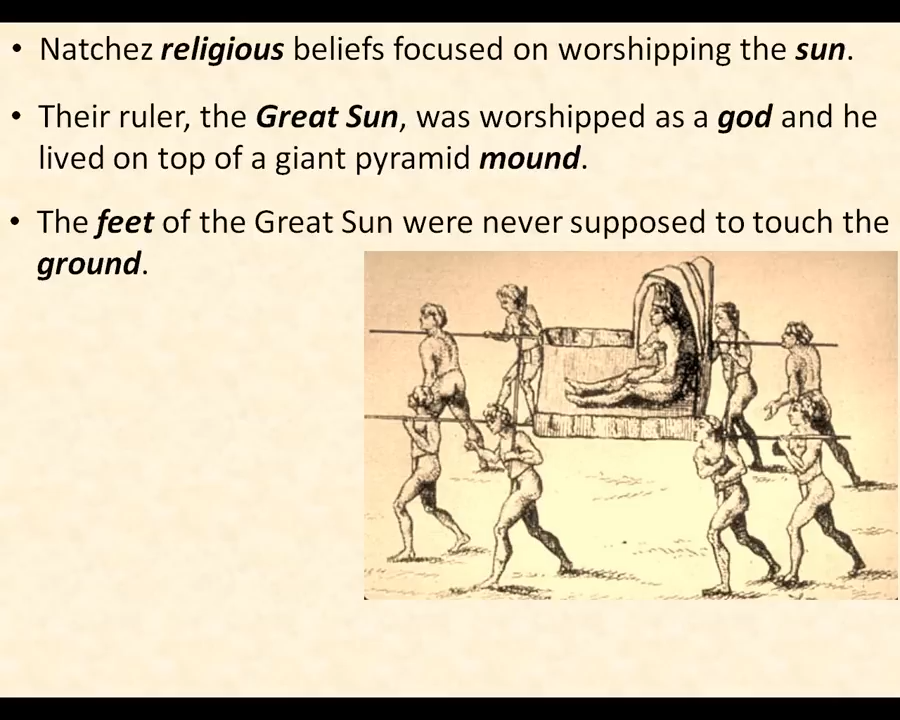 • Natchez religious beliefs focused on worshipping the sun.
• Their ruler, the Great Sun, was worshipped as a god and he
lived on top of a giant pyramid mound.
• The feet of the Great Sun were never supposed to touch the
ground.